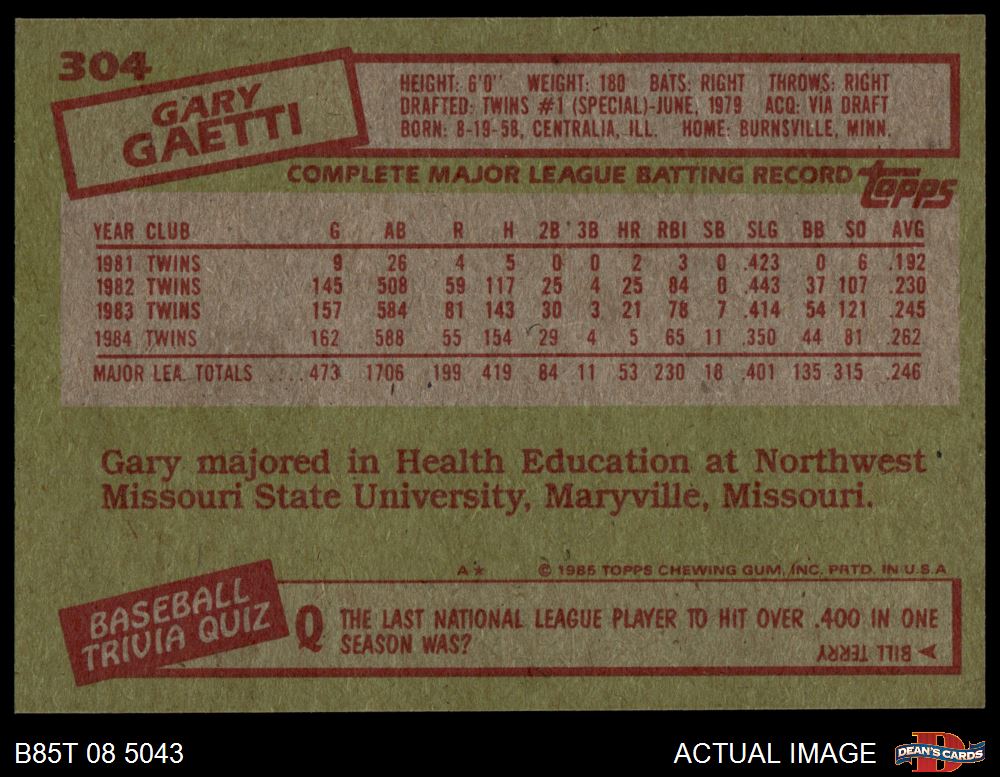 304
GARY
GAETTI
HEIGHT: 6'0" WEIGHT: 180 BATS: RIGHT THROWS: RIGHT
DRAFTED: TWINS #1 (SPECIAL)-JUNE, 1979 ACQ: VIA DRAFT
BORN: 8-19-58, CENTRALIA, ILL. HOME: BURNSVILLE, MINN.
COMPLETE MAJOR LEAGUE BATTING RECORD topps
YEAR CLUB G AB R H 2B 3B HR RBI SB SLG BB SO AVG
1981 TWINS 9 26 4 5 0 0 2 3 0 .423 0 6 .192
1982 TWINS 145 508 59 117 25 4 25 84 0 .443 37 107 .230
1983 TWINS 157 584 81 143 30 3 21 78 7 .414 54 121 .245
1984 TWINS 162 588 55 154 29 4 5 65 11 .350 44 81 .262
MAJOR LEA. TOTALS ....473 1706 199 419 84 11 53 230 18 .401 135 315 .246
Gary majored in Health Education at Northwest
Missouri State University, Maryville, Missouri.
A* © 1985 TOPPS CHEWING GUM, INC. PRTD. IN U.S.A
BASEBALL
TRIVIA QUIZ
Q THE LAST NATIONAL LEAGUE PLAYER TO HIT OVER .400 IN ONE
SEASON WAS?
BILL TERRY
B85T 08 5043
ACTUAL IMAGE
DEAN'S CARDS